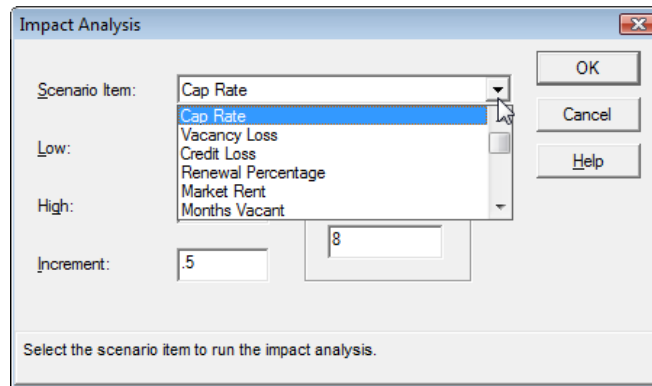 Impact Analysis
Scenario Item:
Cap Rate
OK
Cap Rate
Vacancy Loss
Credit Loss
Renewal Percentage
Market Rent
Months Vacant
Cancel
Low:
Help
High:
8
Increment:
.5
Select the scenario item to run the impact analysis.